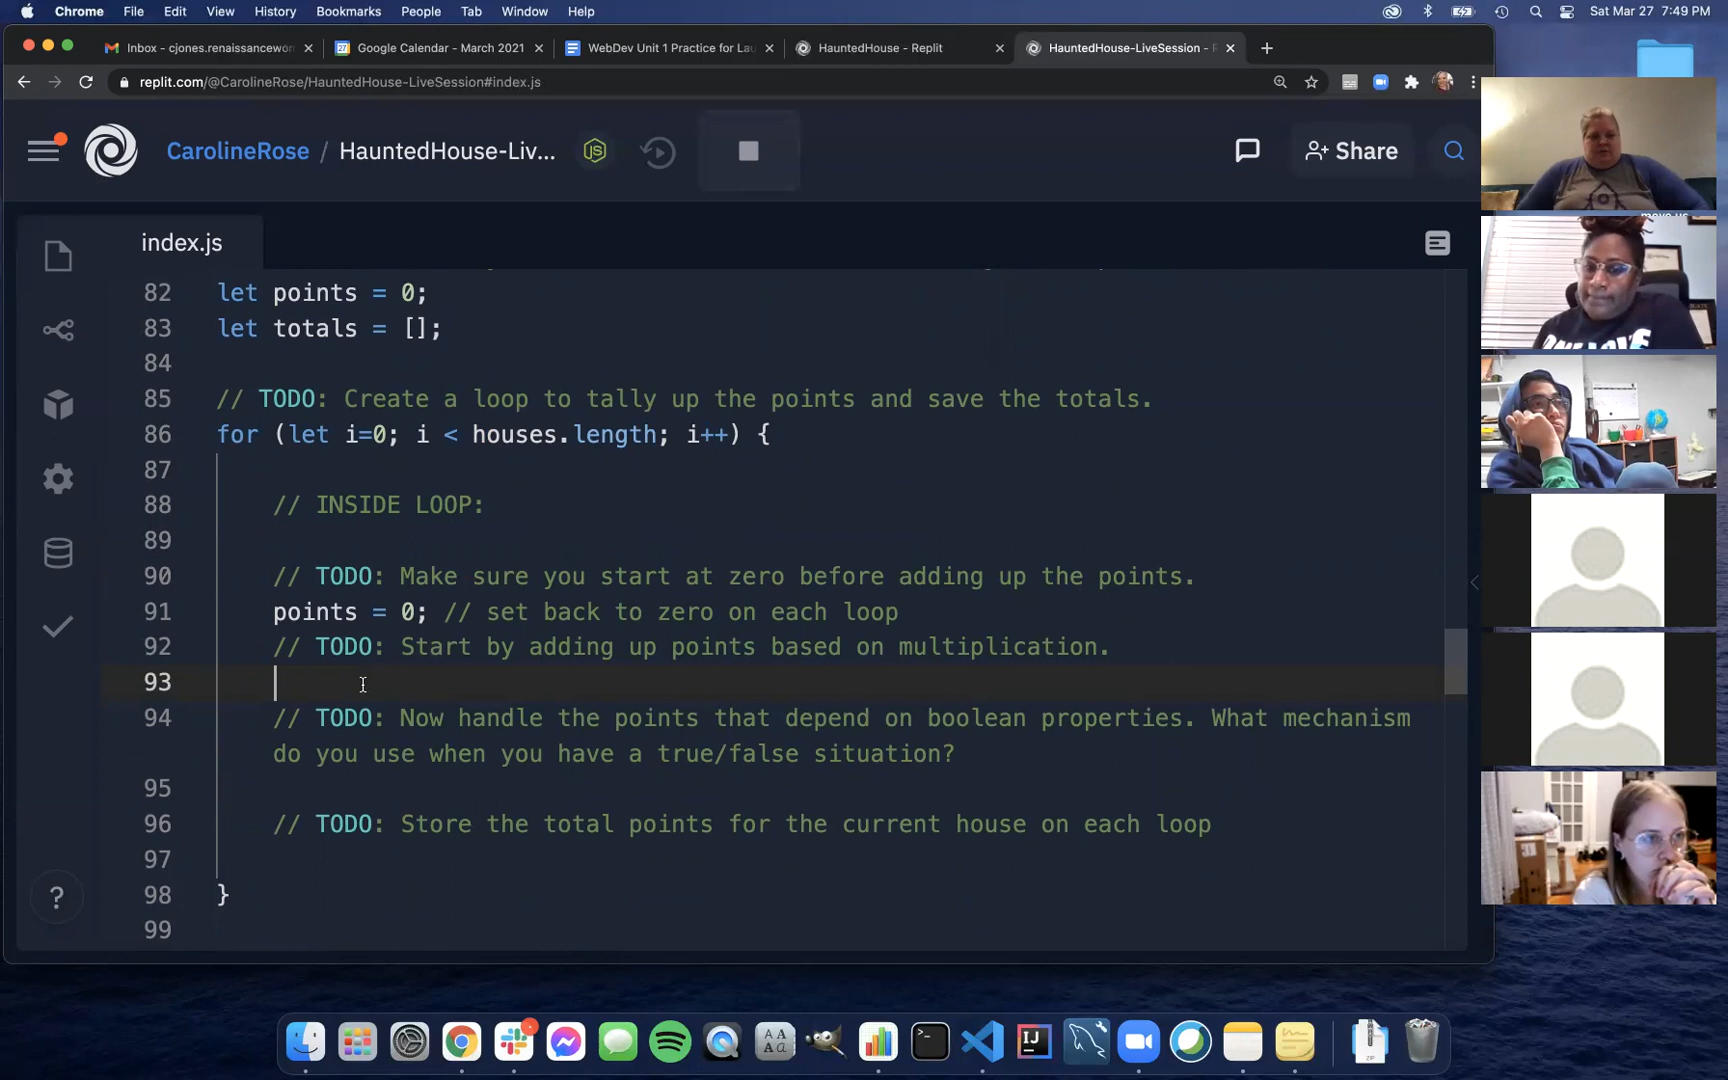 Chrome File Edit View History Bookmarks People Tab Window Help Sat Mar 27 7:49 PM
Inbox - cjones.renaissancewon Google Calendar - March 2021 WebDev Unit 1 Practice for Lau HauntedHouse - Replit HauntedHouse-LiveSession - R
replit.com/@CarolineRose/HauntedHouse-LiveSession#index.js
CarolineRose / HauntedHouse-Liv... JS Share
index.js
82 let points = 0;
83 let totals = [];
84
85 // TODO: Create a loop to tally up the points and save the totals.
86 for (let i=0; i < houses.length; i++) {
87
88 // INSIDE LOOP:
89
90 // TODO: Make sure you start at zero before adding up the points.
91 points = 0; // set back to zero on each loop
92 // TODO: Start by adding up points based on multiplication.
93
94 // TODO: Now handle the points that depend on boolean properties. What mechanism
do you use when you have a true/false situation?
95
96 // TODO: Store the total points for the current house on each loop
97
98 }
99